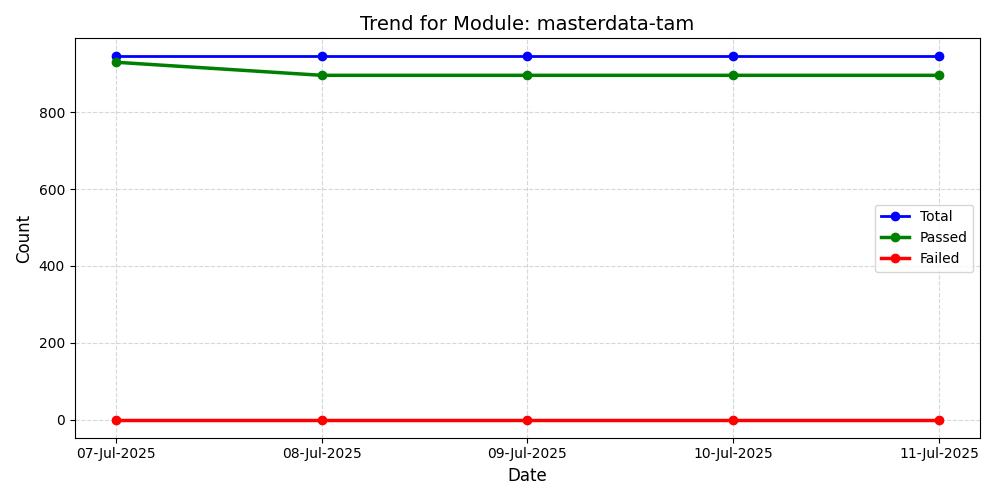 Trend for Module: masterdata-tam
Count
800
600
400
200
0
Total
Passed
Failed
07-Jul-2025
08-Jul-2025
09-Jul-2025
10-Jul-2025
11-Jul-2025
Date